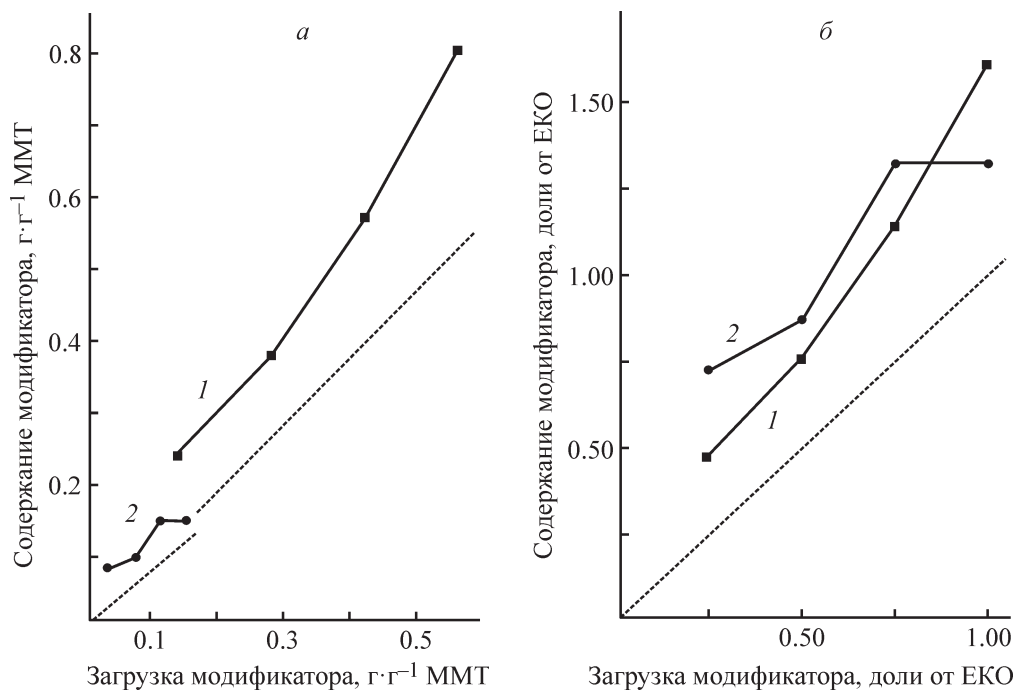 а
Содержание модификатора, г·г⁻¹ ММТ
0.8
0.6
0.4
0.2
1
2
0.1
0.3
0.5
Загрузка модификатора, г·г⁻¹ ММТ
б
Содержание модификатора, доли от ЕКО
1.50
1.00
0.50
2
1
0.50
1.00
Загрузка модификатора, доли от ЕКО